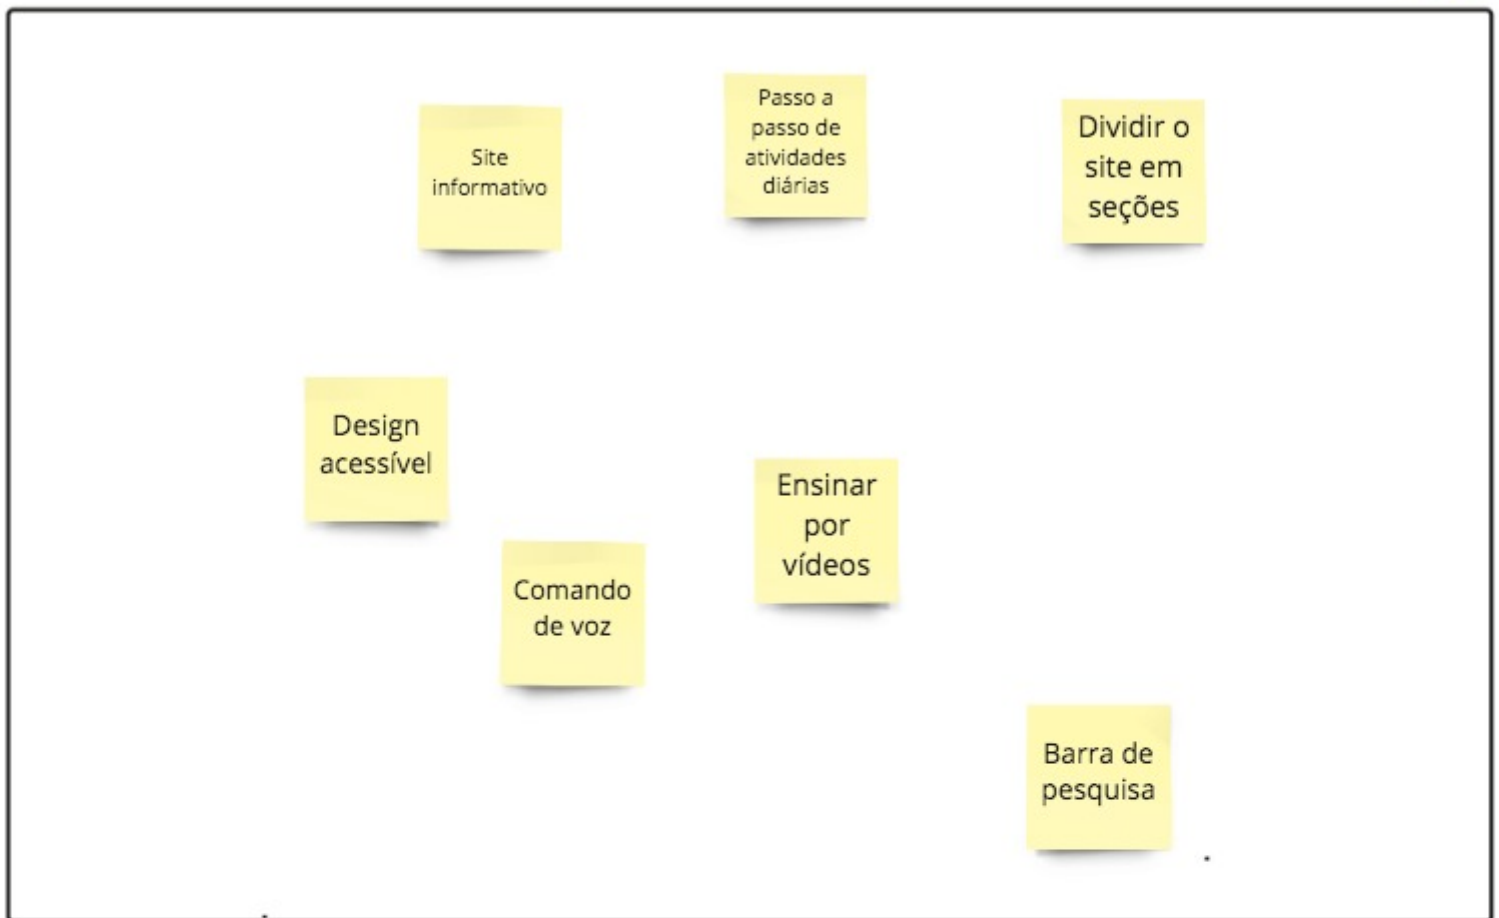 Site
informativo
Passo a
passo de
atividades
diárias
Dividir o
site em
seções
Design
acessível
Comando
de voz
Ensinar
por
vídeos
Barra de
pesquisa